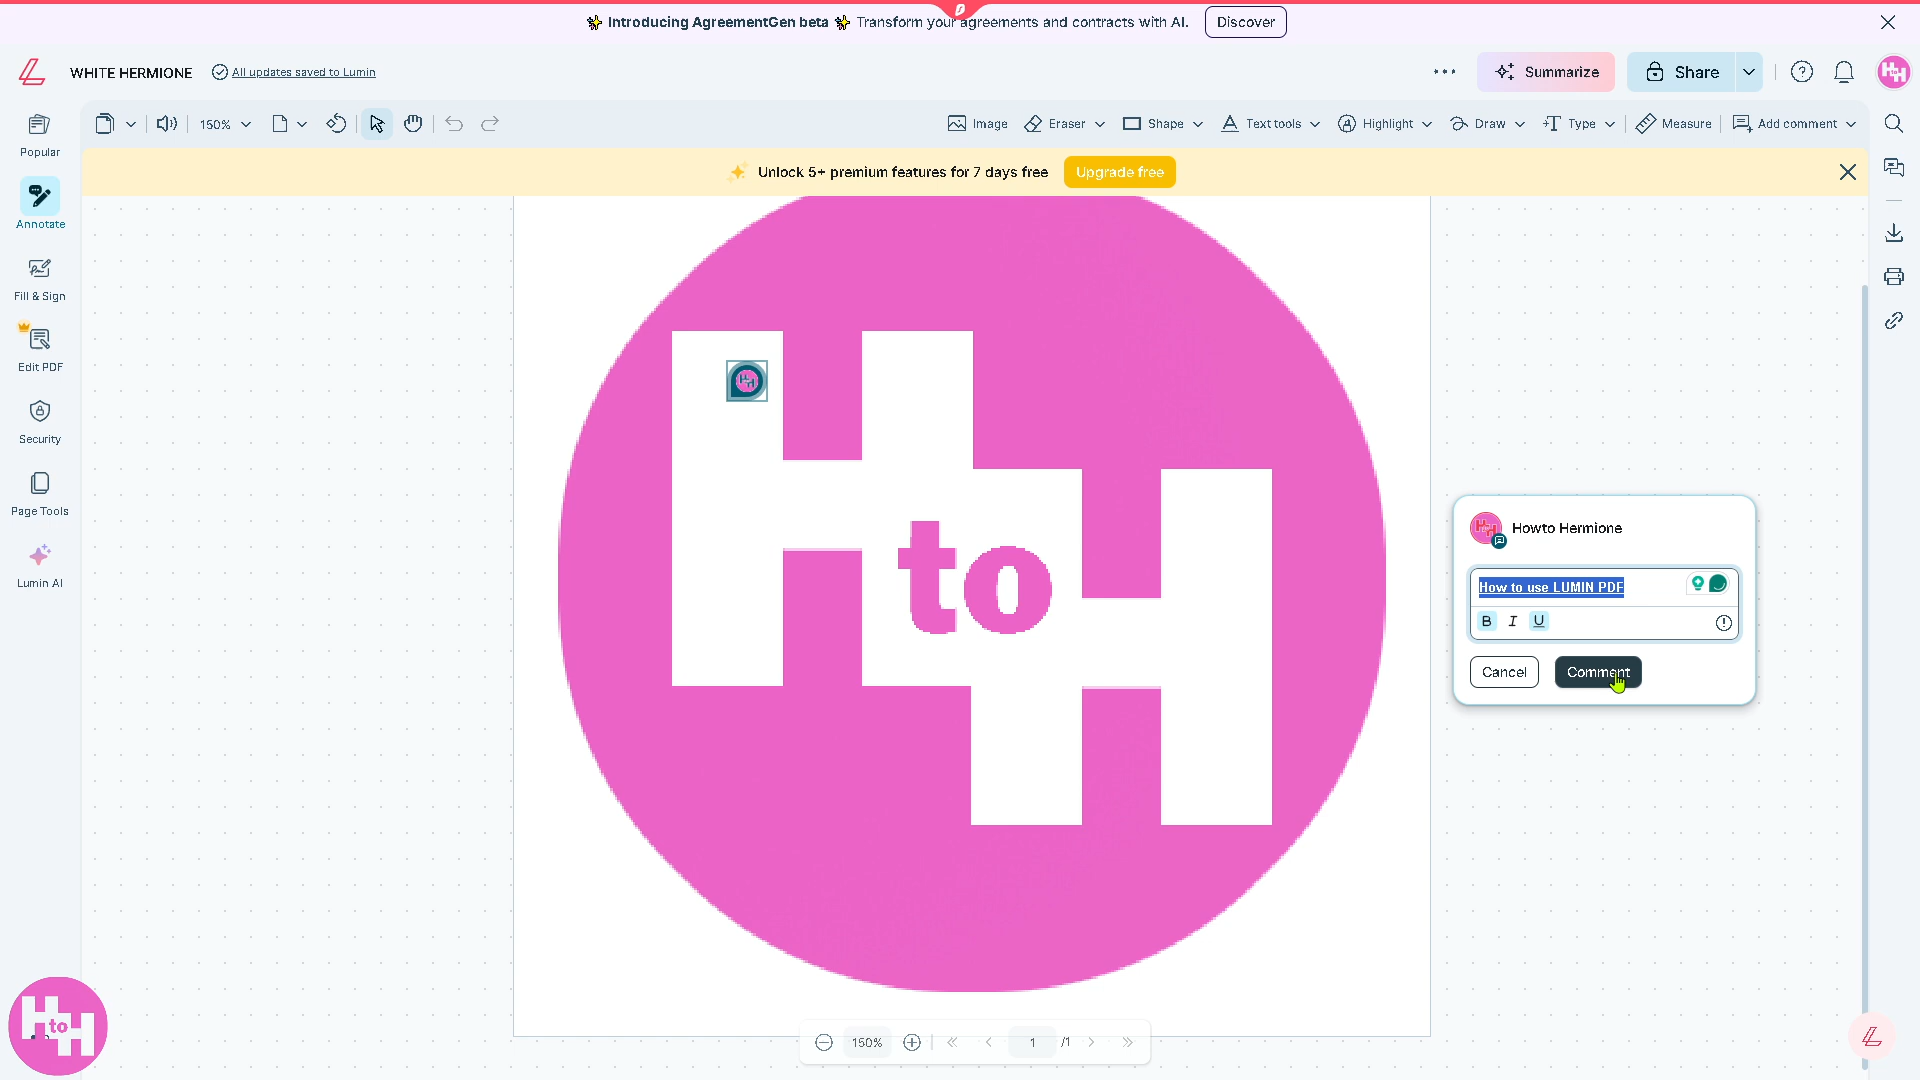 Introducing AgreementGen beta Transform your agreements and contracts with AI. Discover
WHITE HERMIONE All updates saved to Lumin Summarize Share
150% Image Eraser Shape Text tools Highlight Draw Type Measure Add comment
Popular
Unlock 5+ premium features for 7 days free Upgrade free
Annotate
Fill & Sign
Edit PDF
Security
Page Tools
Lumin AI
H
to
H
Howto Hermione
How to use LUMIN PDF
B I U
Cancel Comment
H to H
150% 1 /1